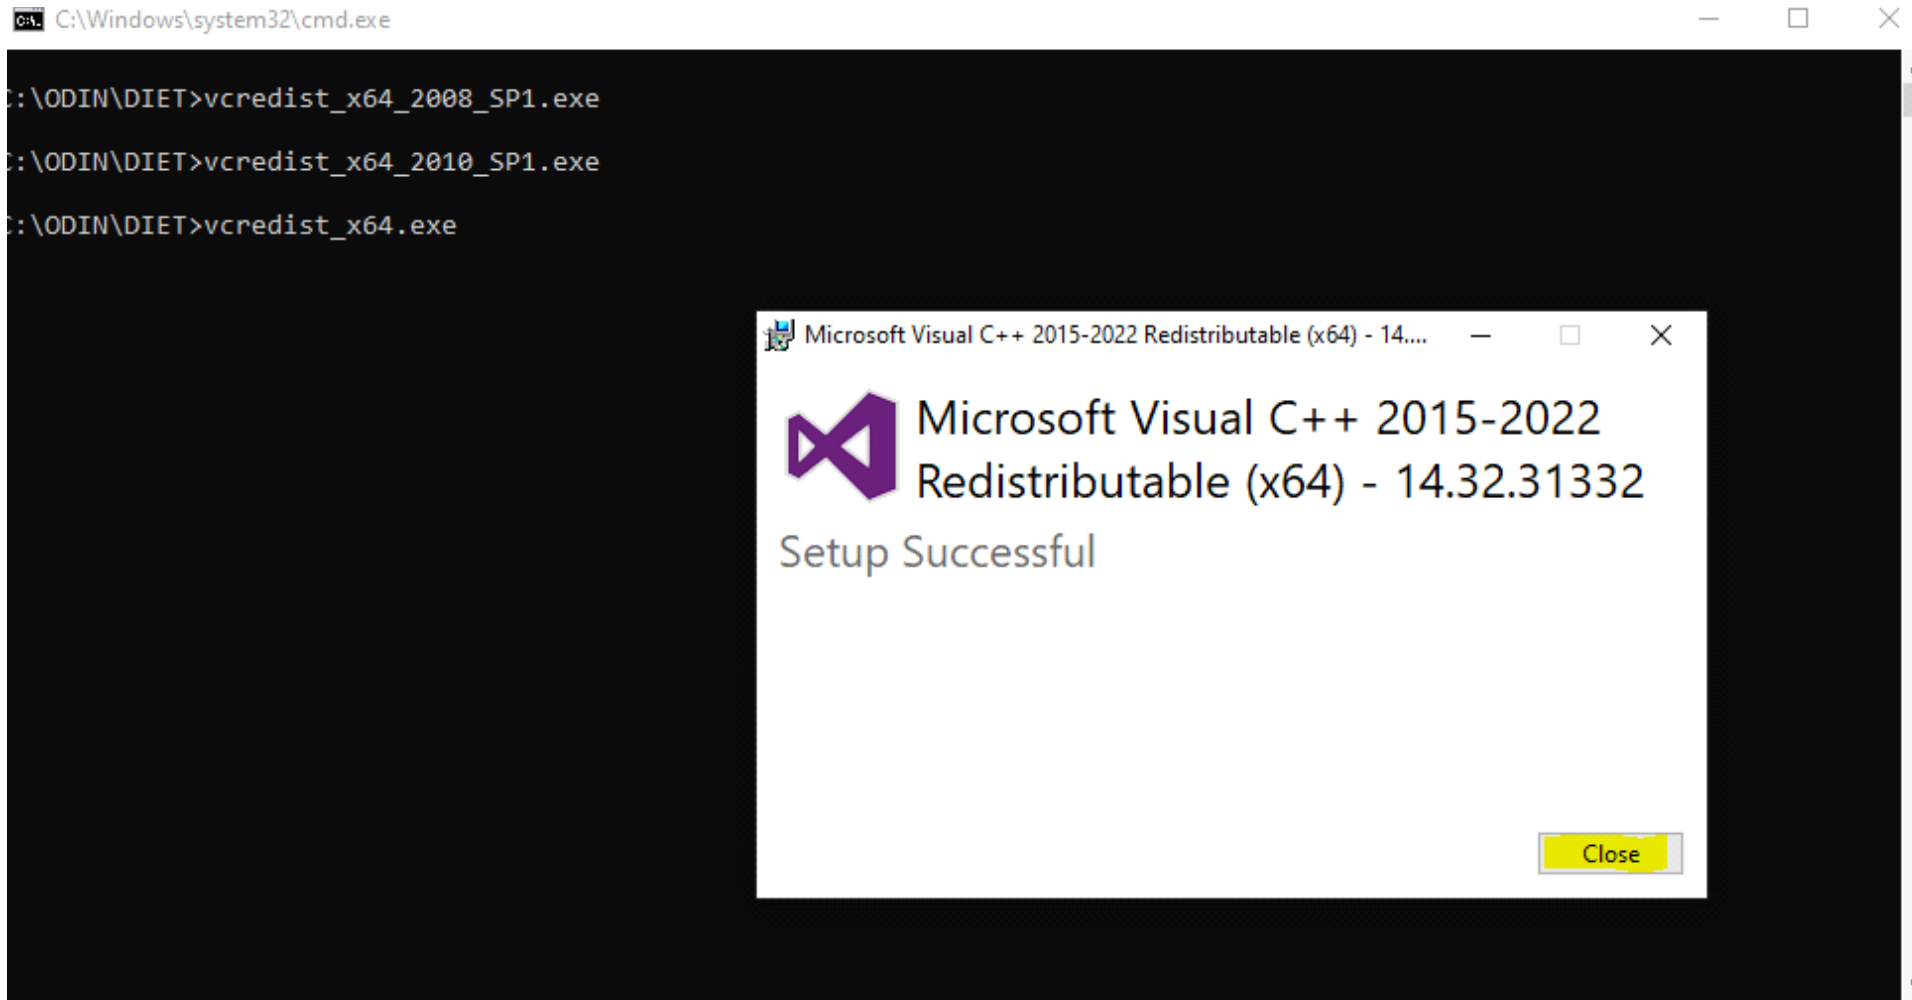 C:\Windows\system32\cmd.exe
:\ODIN\DIET>vcredist_x64_2008_SP1.exe
:\ODIN\DIET>vcredist_x64_2010_SP1.exe
:\ODIN\DIET>vcredist_x64.exe
Microsoft Visual C++ 2015-2022 Redistributable (x64) - 14....
Microsoft Visual C++ 2015-2022
Redistributable (x64) - 14.32.31332
Setup Successful
Close